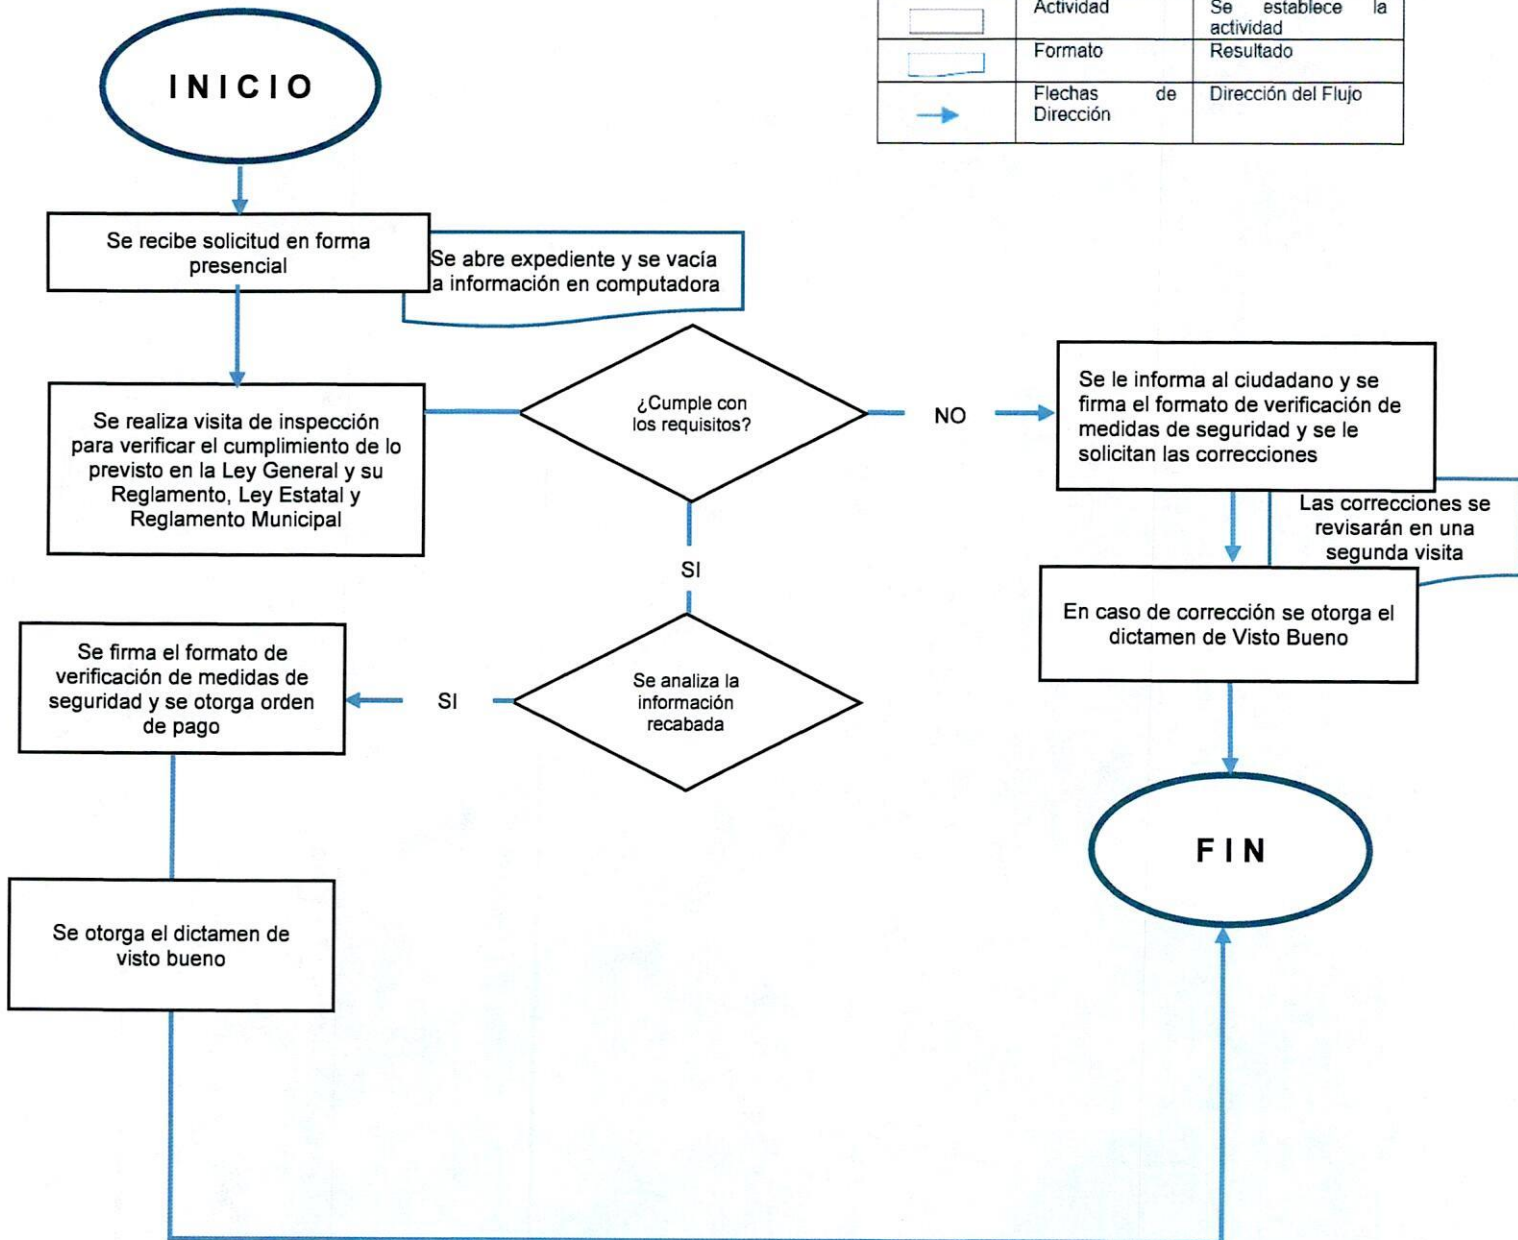 Actividad
Se establece la
actividad
Formato
Resultado
Flechas de
Dirección
Dirección del Flujo
INICIO
Se recibe solicitud en forma
presencial
Se abre expediente y se vacía
a información en computadora
Se realiza visita de inspección
para verificar el cumplimiento de lo
previsto en la Ley General y su
Reglamento, Ley Estatal y
Reglamento Municipal
¿Cumple con
los requisitos?
NO
Se le informa al ciudadano y se
firma el formato de verificación de
medidas de seguridad y se le
solicitan las correcciones
Las correcciones se
revisarán en una
segunda visita
SI
En caso de corrección se otorga el
dictamen de Visto Bueno
Se analiza la
información
recabada
SI
Se firma el formato de
verificación de medidas de
seguridad y se otorga orden
de pago
Se otorga el dictamen de
visto bueno
FIN